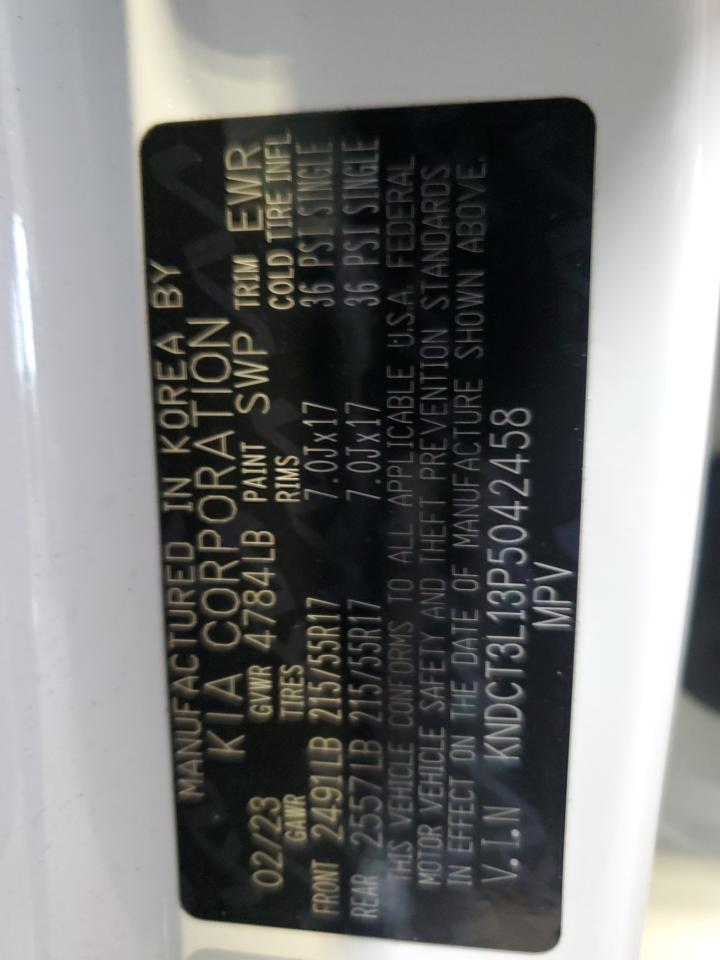 MANUFACTURED IN KOREA BY
KIA CORPORATION
02/23 GVWR 4784LB PAINT SWP TRIM EWR
GAWR TIRES RIMS COLD TIRE INFL
FRONT 2491LB 215/55R17 7.0Jx17 36 PSI SINGLE
REAR 2557LB 215/55R17 7.0Jx17 36 PSI SINGLE
THIS VEHICLE CONFORMS TO ALL APPLICABLE U.S.A. FEDERAL
MOTOR VEHICLE SAFETY AND THEFT PREVENTION STANDARDS
IN EFFECT ON THE DATE OF MANUFACTURE SHOWN ABOVE.
V.I.N KNDCT3L13P5042458
MPV